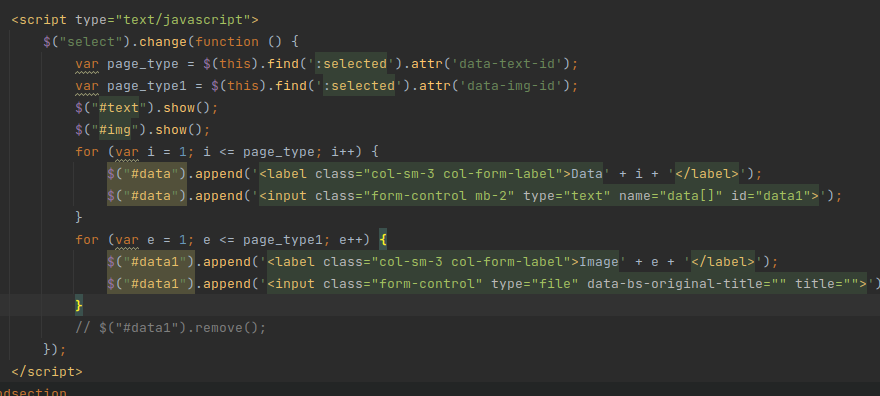 <script type="text/javascript">
$("select").change(function () {
var page_type = $(this).find(':selected').attr('data-text-id');
var page_type1 = $(this).find(':selected').attr('data-img-id');
$("#text").show();
$("#img").show();
for (var i = 1; i <= page_type; i++) {
$("#data").append('<label class="col-sm-3 col-form-label">Data' + i + '</label>');
$("#data").append('<input class="form-control mb-2" type="text" name="data[]" id="data1">');
}
for (var e = 1; e <= page_type1; e++) {
$("#data1").append('<label class="col-sm-3 col-form-label">Image' + e + '</label>');
$("#data1").append('<input class="form-control" type="file" data-bs-original-title="" title="">')
}
// $("#data1").remove();
});
</script>
ndsection